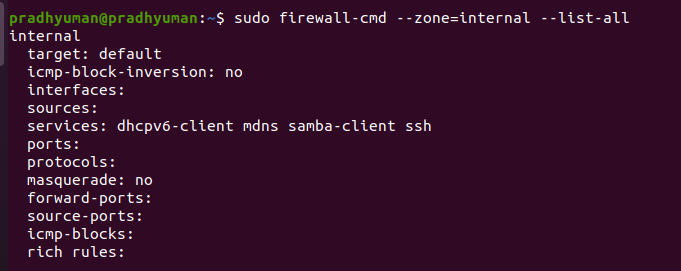 pradhyuman@pradhyuman:~$ sudo firewall-cmd --zone=internal --list-all
internal
  target: default
  icmp-block-inversion: no
  interfaces:
  sources:
  services: dhcpv6-client mdns samba-client ssh
  ports:
  protocols:
  masquerade: no
  forward-ports:
  source-ports:
  icmp-blocks:
  rich rules: